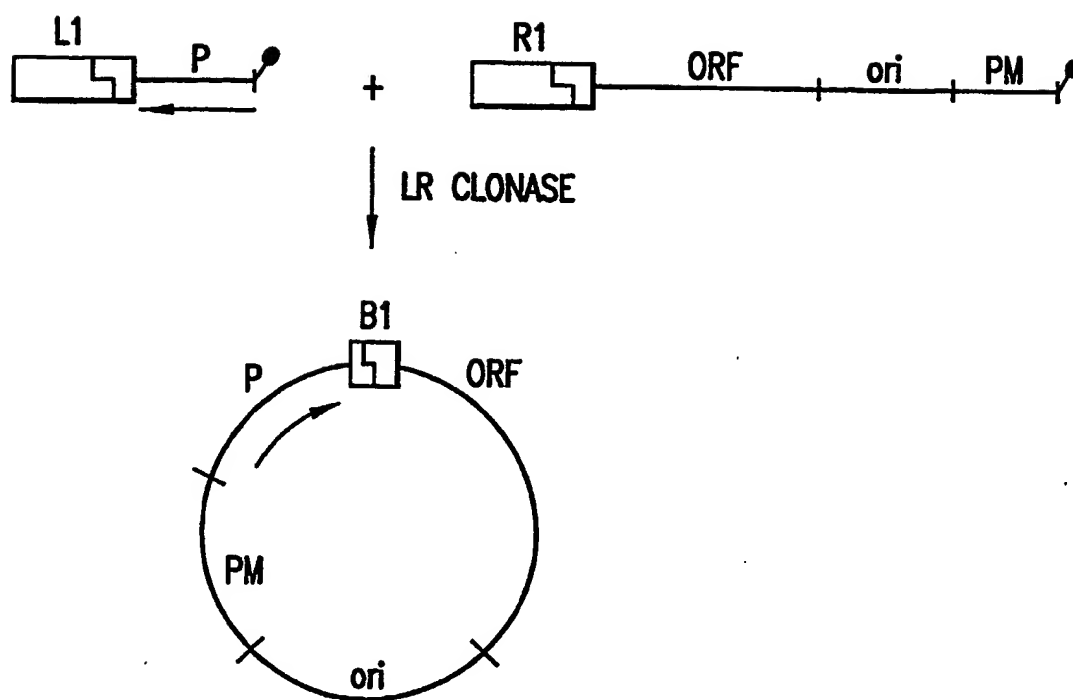 L1 P + R1 ORF ori PM
LR CLONASE
B1
P ORF
PM
ori